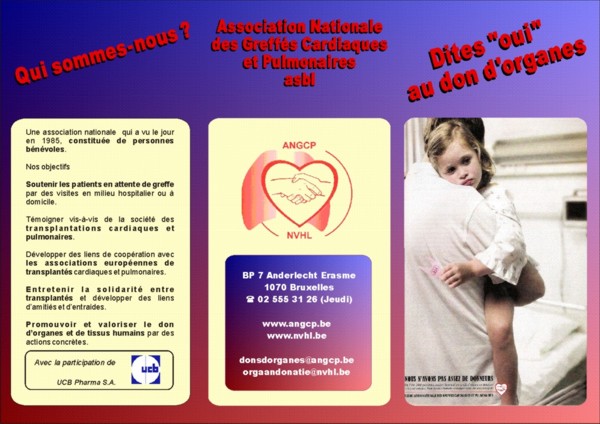 Qui sommes-nous ?
Une association nationale qui a vu le jour
en 1985, constituée de personnes
bénévoles.
Nos objectifs
Soutenir les patients en attente de greffe
par des visites en milieu hospitalier ou à
domicile.
Témoigner vis-à-vis de la société des
transplantations cardiaques et
pulmonaires.
Développer des liens de coopération avec
les associations européennes de
transplantés cardiaques et pulmonaires.
Entretenir la solidarité entre
transplantés et développer des liens
d'amitiés et d'entraides.
Promouvoir et valoriser le don
d'organes et de tissus humains par des
actions concrètes.
Avec la participation de
UCB Pharma S.A.
ucb
Association Nationale
des Greffés Cardiaques
et Pulmonaires
asbl
ANGCP
NVHL
BP 7 Anderlecht Erasme
1070 Bruxelles
☎ 02 555 31 26 (Jeudi)
www.angcp.be
www.nvhl.be
donsdorganes@angcp.be
orgaandonatie@nvhl.be
Dites "oui"
au don d'organes
NOUS N'AVONS PAS ASSEZ DE DONNEURS